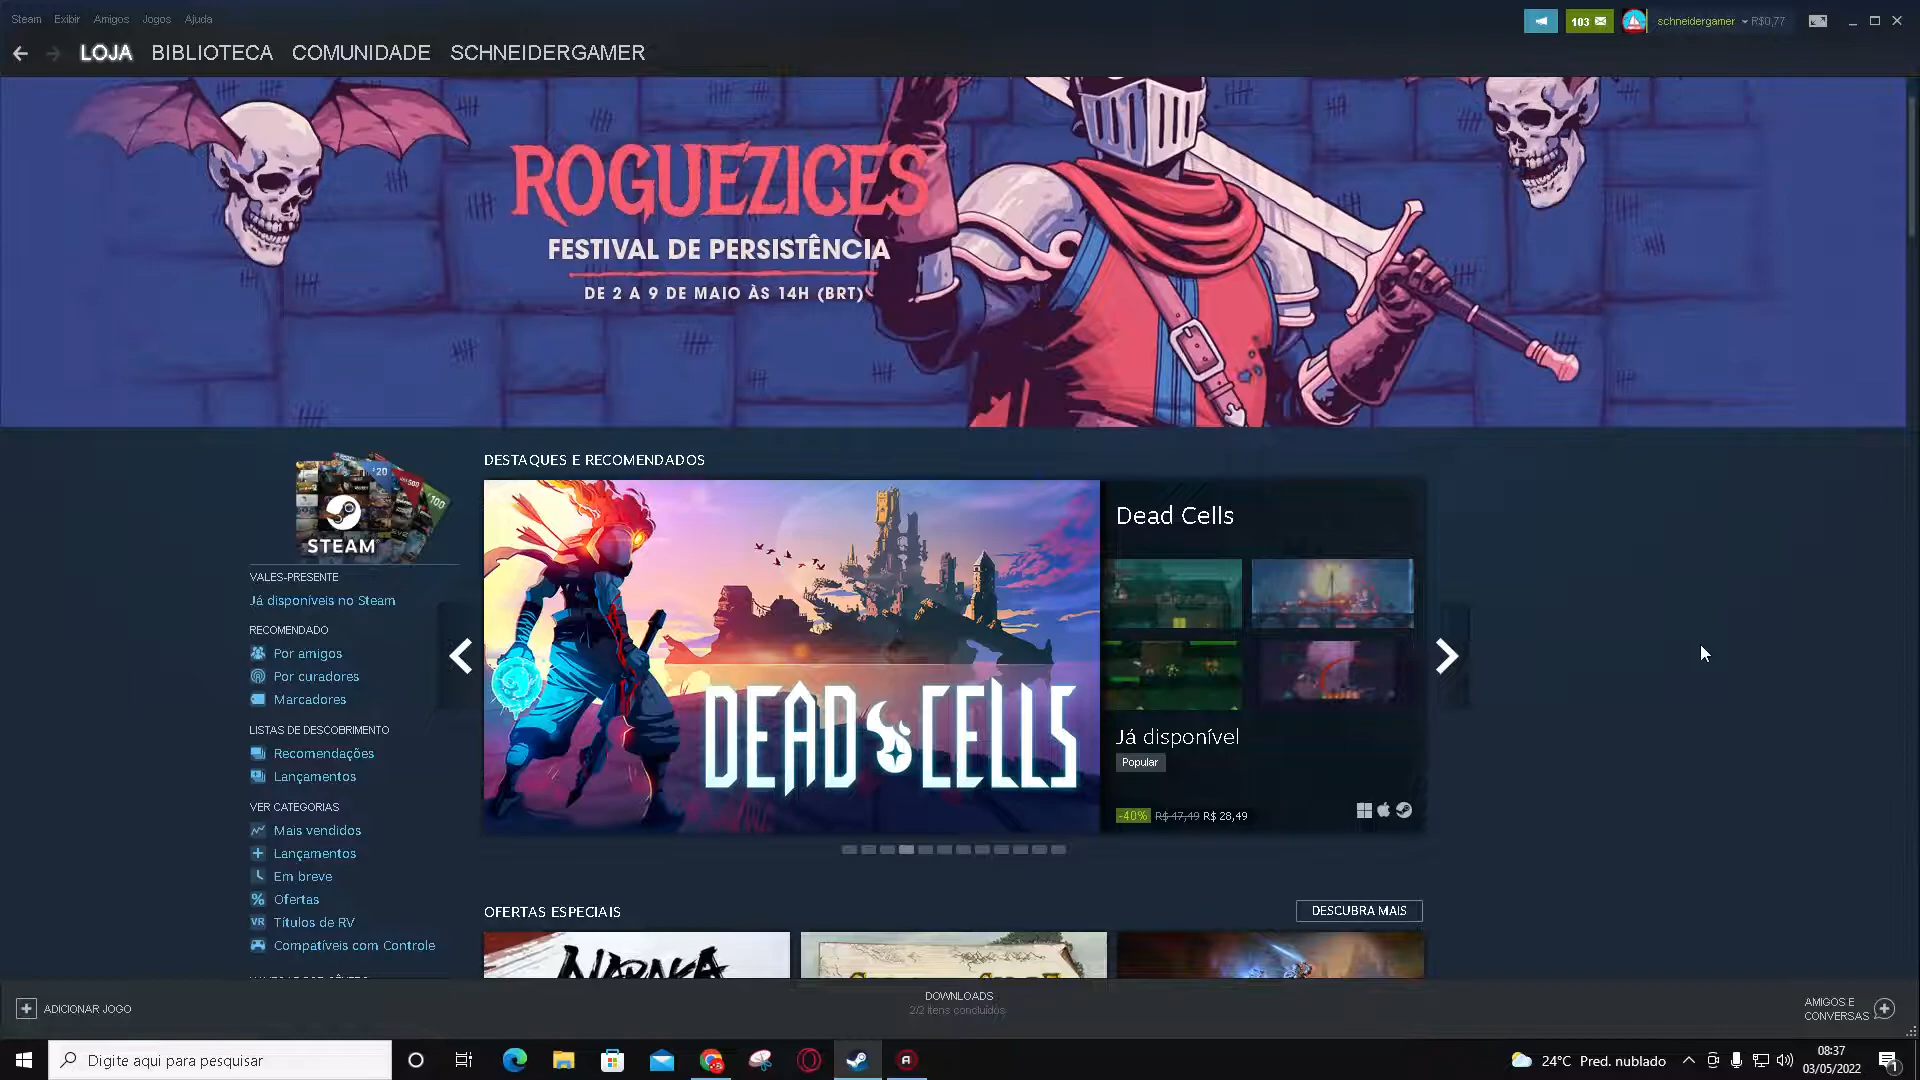 Steam Exibir Amigos Jogos Ajuda
103 schneidergamer R$0,77
LOJA BIBLIOTECA COMUNIDADE SCHNEIDERGAMER
ROGUEZICES
FESTIVAL DE PERSISTÊNCIA
DE 2 A 9 DE MAIO ÀS 14H (BRT)
STEAM
VALES-PRESENTE
Já disponíveis no Steam
RECOMENDADO
Por amigos
Por curadores
Marcadores
LISTAS DE DESCOBRIMENTO
Recomendações
Lançamentos
VER CATEGORIAS
Mais vendidos
Lançamentos
Em breve
Ofertas
VR Títulos de RV
Compatíveis com Controle
DESTAQUES E RECOMENDADOS
DEAD CELLS
Dead Cells
Já disponível
Popular
-40% R$ 47,49 R$ 28,49
OFERTAS ESPECIAIS
DESCUBRA MAIS
ADICIONAR JOGO
DOWNLOADS
2/2 itens concluídos
AMIGOS E
CONVERSAS
Digite aqui para pesquisar
24°C Pred. nublado
08:37
03/05/2022
1